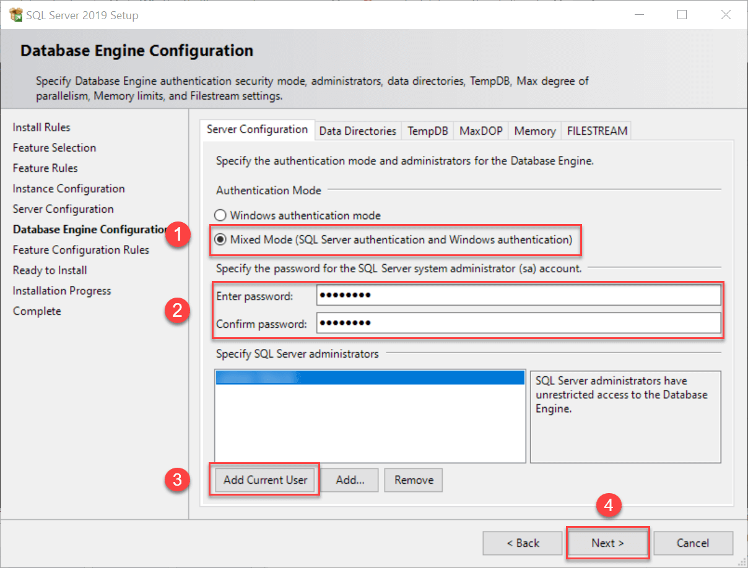 SQL Server 2019 Setup
Database Engine Configuration
Specify Database Engine authentication security mode, administrators, data directories, TempDB, Max degree of
parallelism, Memory limits, and Filestream settings.
Install Rules
Feature Selection
Feature Rules
Instance Configuration
Server Configuration
Database Engine Configuration
Feature Configuration Rules
Ready to Install
Installation Progress
Complete
Server Configuration Data Directories TempDB MaxDOP Memory FILESTREAM
Specify the authentication mode and administrators for the Database Engine.
Authentication Mode
Windows authentication mode
1 Mixed Mode (SQL Server authentication and Windows authentication)
Specify the password for the SQL Server system administrator (sa) account.
2
Enter password: ●●●●●●●●
Confirm password: ●●●●●●●●
Specify SQL Server administrators
SQL Server administrators have
unrestricted access to the Database
Engine.
3 Add Current User Add... Remove
4
< Back Next > Cancel